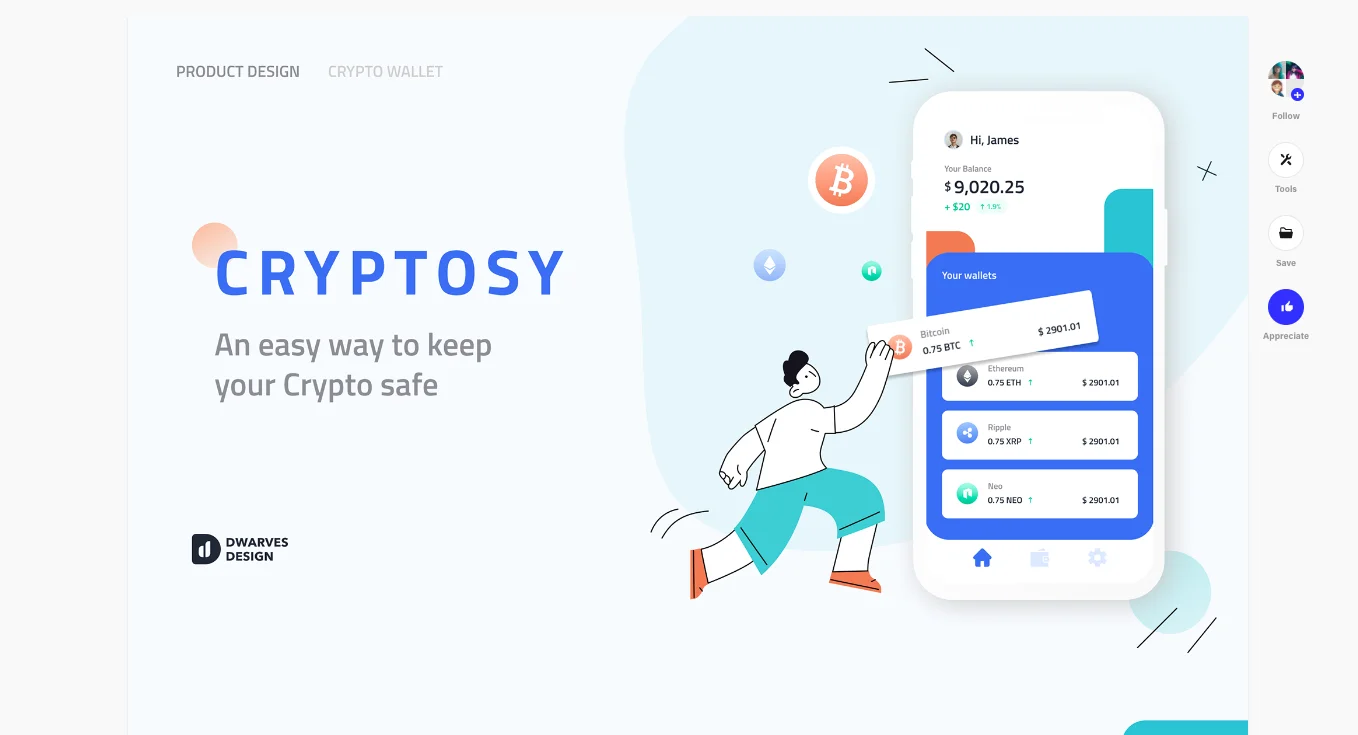 PRODUCT DESIGN
CRYPTO WALLET
CRYPTOSY
An easy way to keep
your Crypto safe
DWARVES
DESIGN
Hi, James
Your Balance
$ 9,020.25
+ $20 ↑ 1.9%
Your wallets
Bitcoin
0.75 BTC ↑ $ 2901.01
Ethereum
0.75 ETH ↑ $ 2901.01
Ripple
0.75 XRP ↑ $ 2901.01
Neo
0.75 NEO ↑ $ 2901.01
Follow
Tools
Save
Appreciate